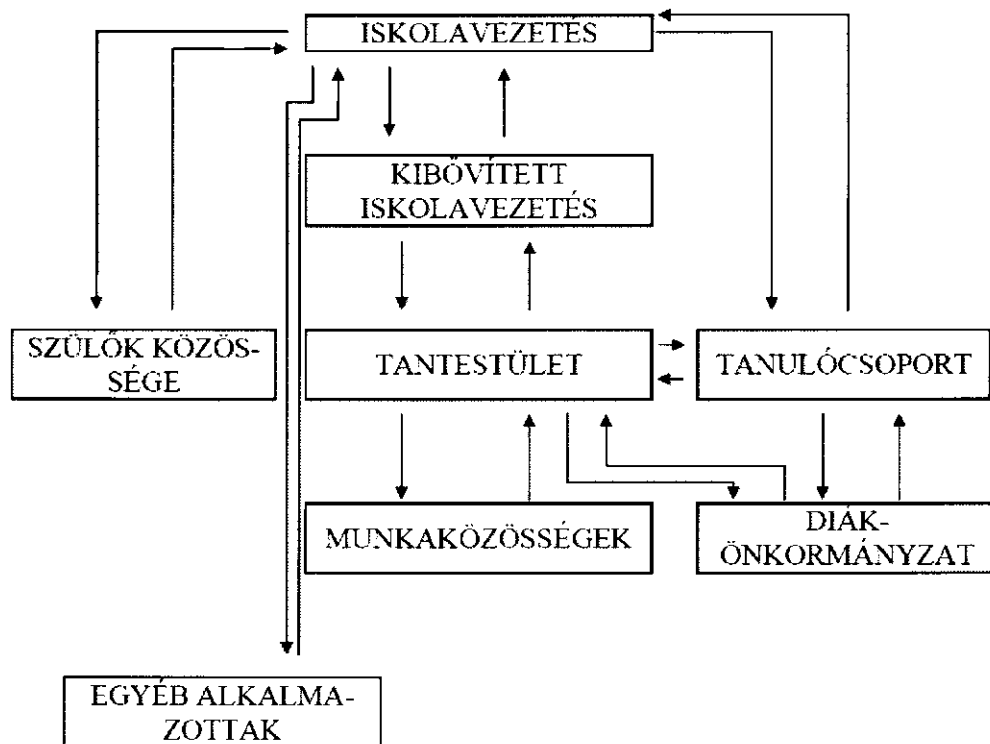 ISKOLAVEZETÉS
KIBŐVÍTETT
ISKOLAVEZETÉS
SZÜLŐK KÖZÖS-
SÉGE
TANTESTÜLET
TANULÓCSOPORT
MUNKAKÖZÖSSÉGEK
DIÁK-
ÖNKORMÁNYZAT
EGYÉB ALKALMA-
ZOTTAK